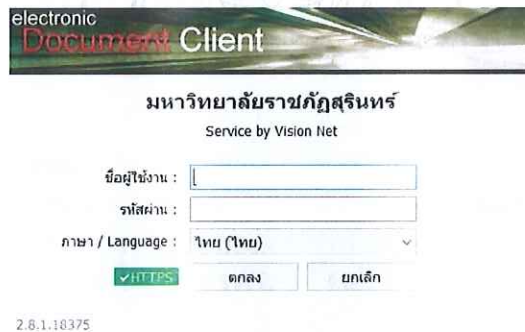 electronic
Document Client
มหาวิทยาลัยราชภัฏสุรินทร์
Service by Vision Net
ชื่อผู้ใช้งาน :
รหัสผ่าน :
ภาษา / Language : ไทย (ไทย)
✓HTTPS ตกลง ยกเลิก
2.8.1.18375